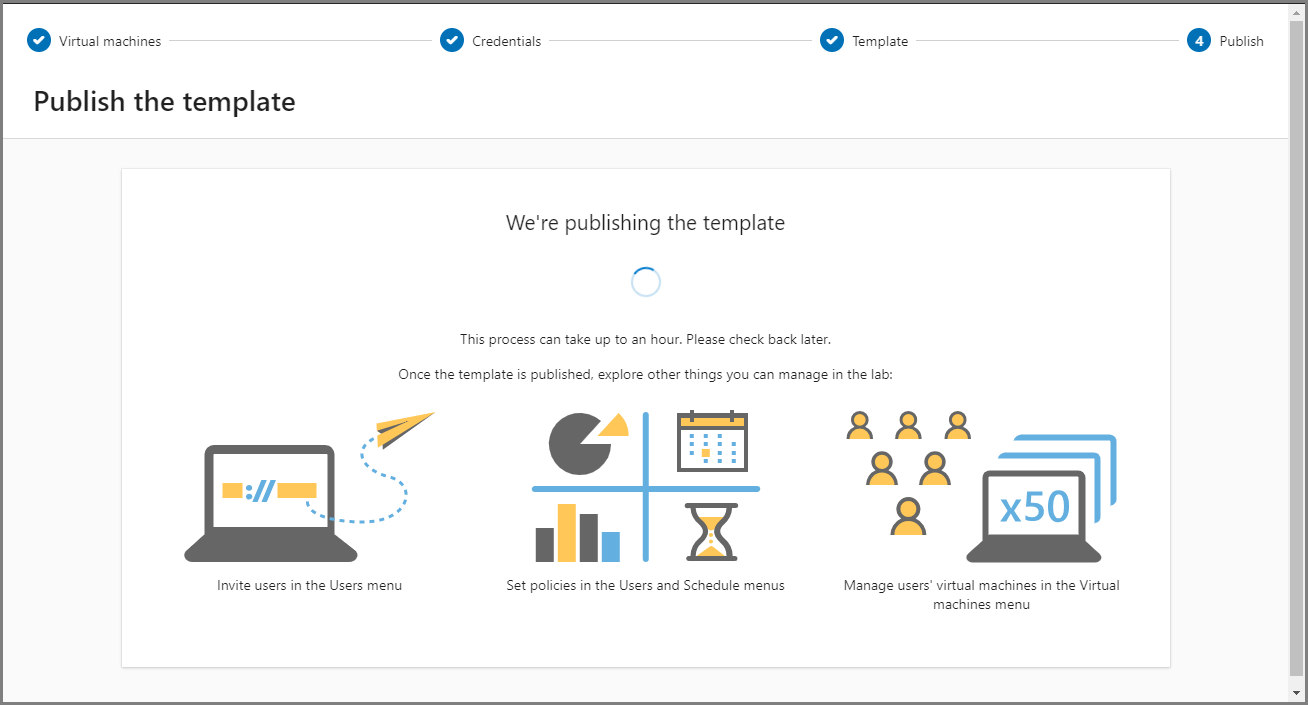 Virtual machines
Credentials
Template
4 Publish
Publish the template
We're publishing the template
This process can take up to an hour. Please check back later.
Once the template is published, explore other things you can manage in the lab:
://
x50
Invite users in the Users menu
Set policies in the Users and Schedule menus
Manage users' virtual machines in the Virtual
machines menu